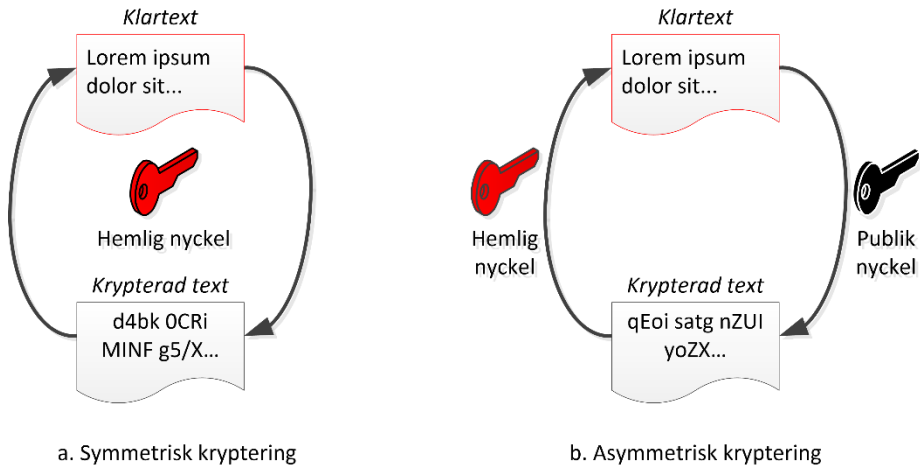 Klartext
Lorem ipsum
dolor sit...
Hemlig nyckel
Krypterad text
d4bk 0CRi
MINF g5/X...
a. Symmetrisk kryptering
Klartext
Lorem ipsum
dolor sit...
Hemlig
nyckel
Publik
nyckel
Krypterad text
qEoi satg nZUI
yoZX...
b. Asymmetrisk kryptering